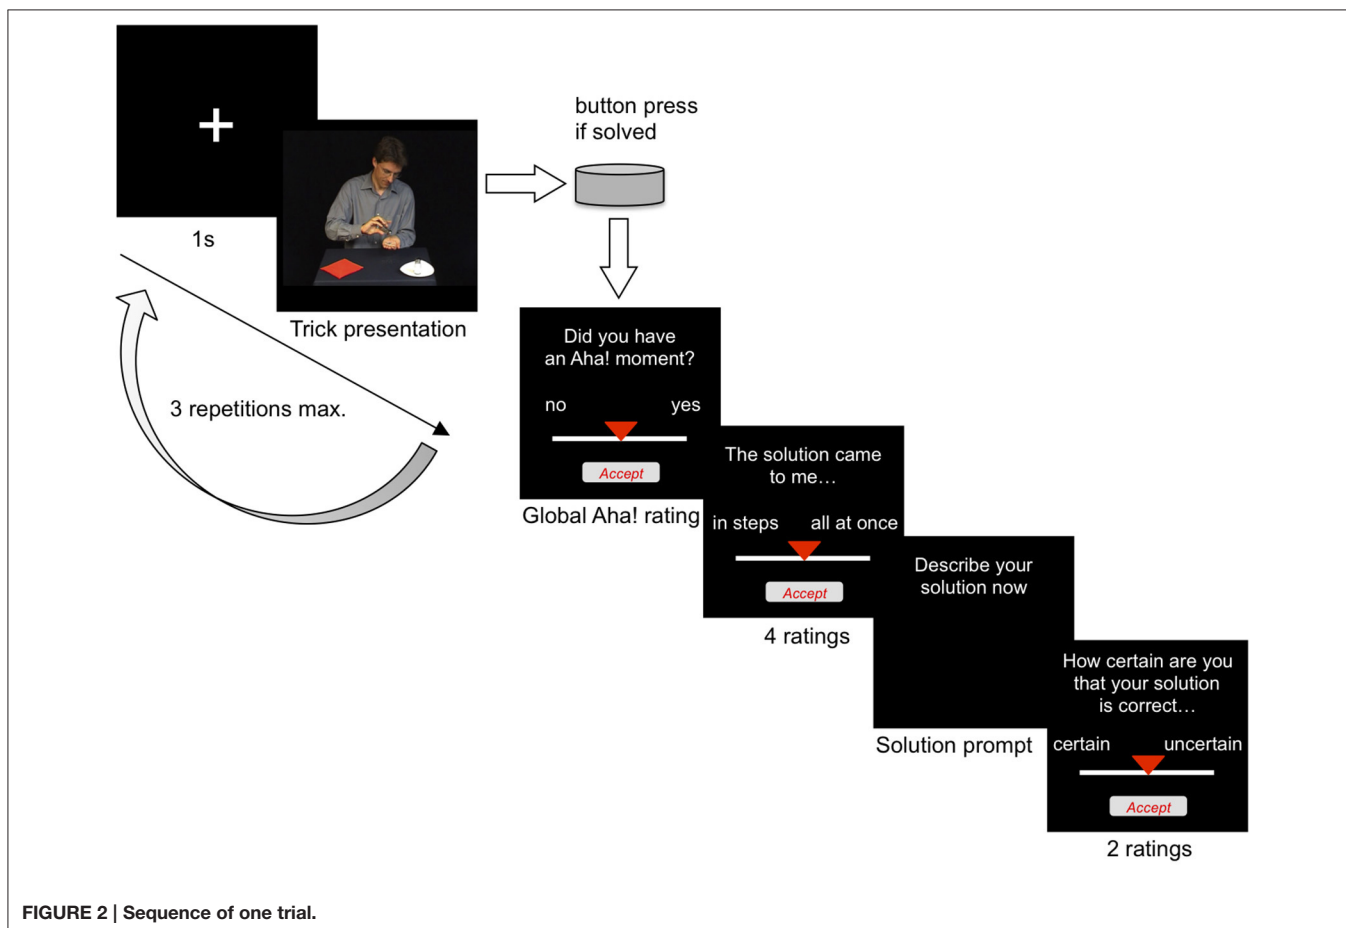 1s
Trick presentation
3 repetitions max.
button press
if solved
Did you have
an Aha! moment?
no yes
Accept
Global Aha! rating
The solution came
to me…
in steps all at once
Accept
4 ratings
Describe your
solution now
Solution prompt
How certain are you
that your solution
is correct…
certain uncertain
Accept
2 ratings
FIGURE 2 | Sequence of one trial.